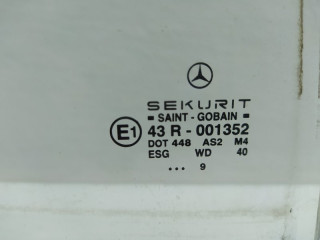 SEKURIT
SAINT - GOBAIN
E1 43 R - 001352
DOT 448 AS2 M4
ESG WD 40
... 9